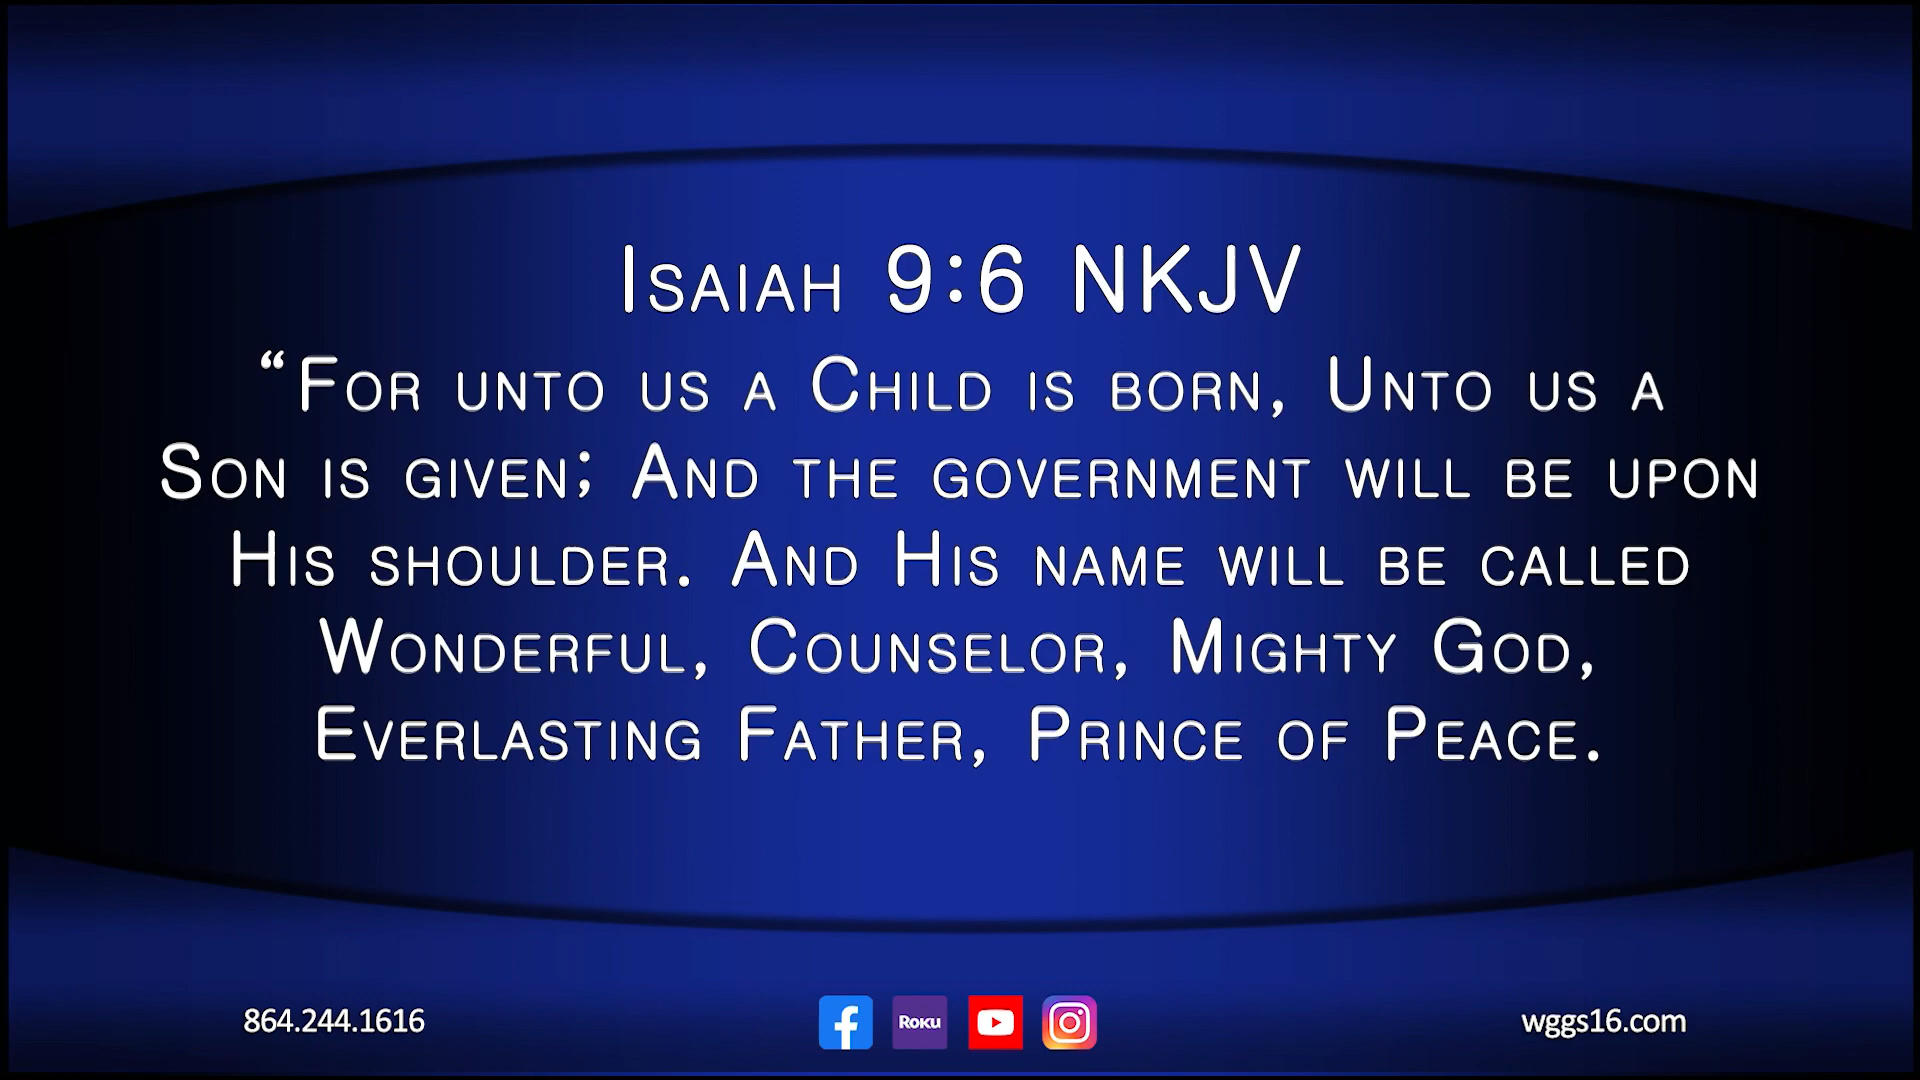 Isaiah 9:6 NKJV
“For unto us a Child is born, Unto us a
Son is given; And the government will be upon
His shoulder. And His name will be called
Wonderful, Counselor, Mighty God,
Everlasting Father, Prince of Peace.
864.244.1616
Roku
wggs16.com